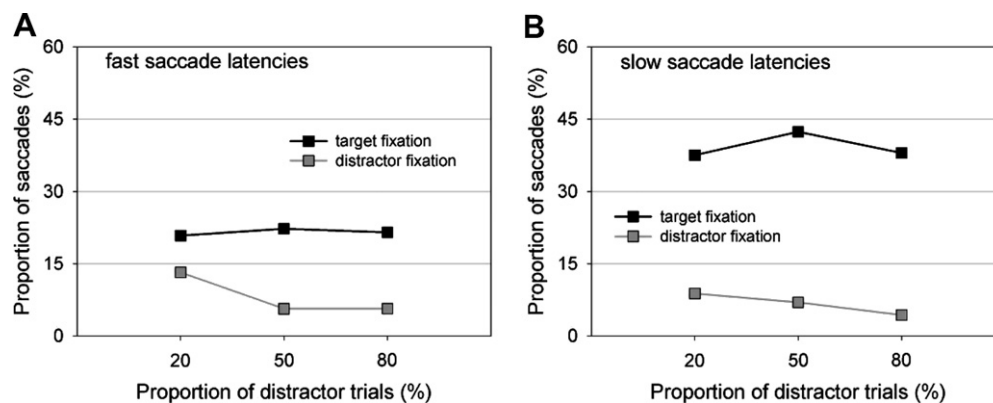 A
fast saccade latencies
Proportion of saccades (%)
60
45
30
15
0
target fixation
distractor fixation
20 50 80
Proportion of distractor trials (%)
B
slow saccade latencies
Proportion of saccades (%)
60
45
30
15
0
target fixation
distractor fixation
20 50 80
Proportion of distractor trials (%)